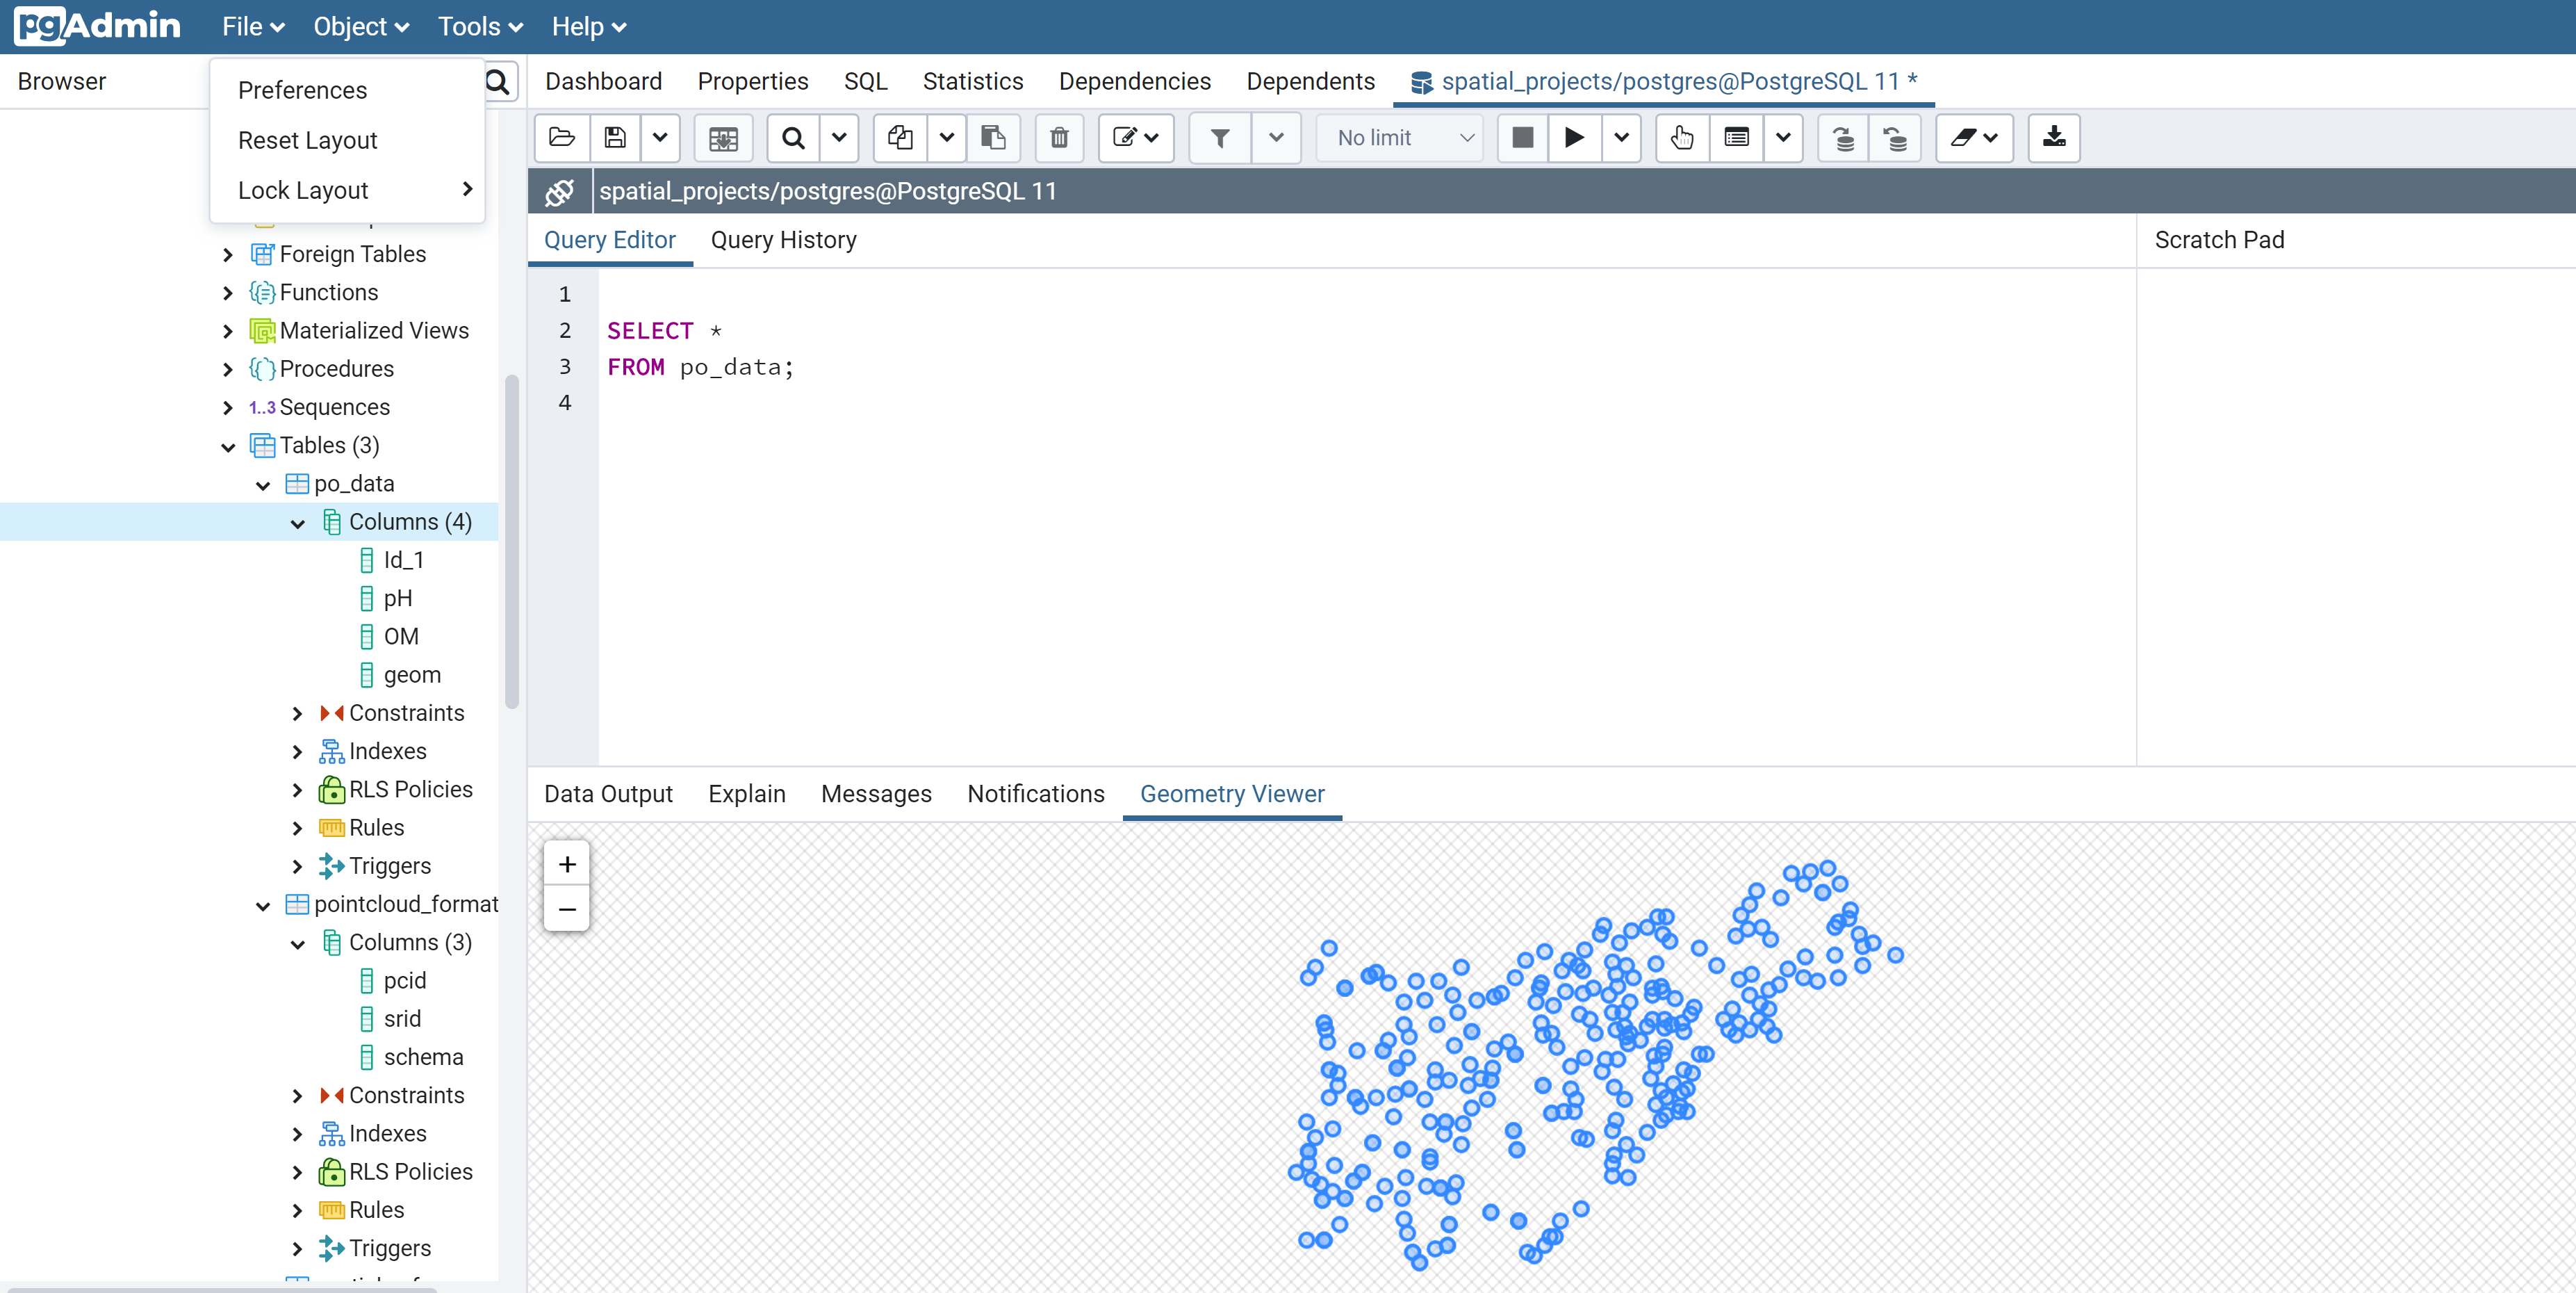 pgAdmin File Object Tools Help
Browser
Preferences
Reset Layout
Lock Layout
Foreign Tables
Functions
Materialized Views
Procedures
1..3 Sequences
Tables (3)
po_data
Columns (4)
Id_1
pH
OM
geom
Constraints
Indexes
RLS Policies
Rules
Triggers
pointcloud_format
Columns (3)
pcid
srid
schema
Constraints
Indexes
RLS Policies
Rules
Triggers
Dashboard Properties SQL Statistics Dependencies Dependents spatial_projects/postgres@PostgreSQL 11 *
No limit
spatial_projects/postgres@PostgreSQL 11
Query Editor Query History Scratch Pad
1
2 SELECT *
3 FROM po_data;
4
Data Output Explain Messages Notifications Geometry Viewer
+
−